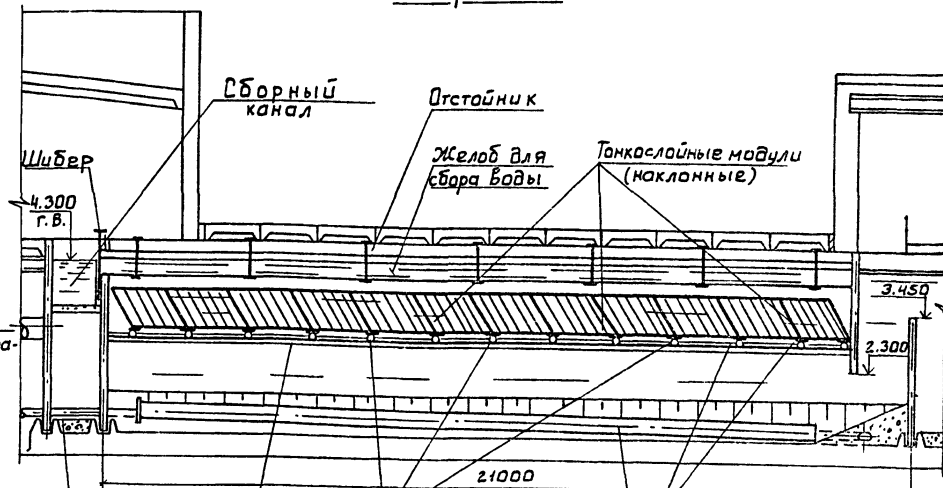 Сборный
канал
Отстойник
Шибер
Желоб для
сбора воды
Тонкослойные модули
(наклонные)
4.300
г.в.
3.450
2.300
а-
21000